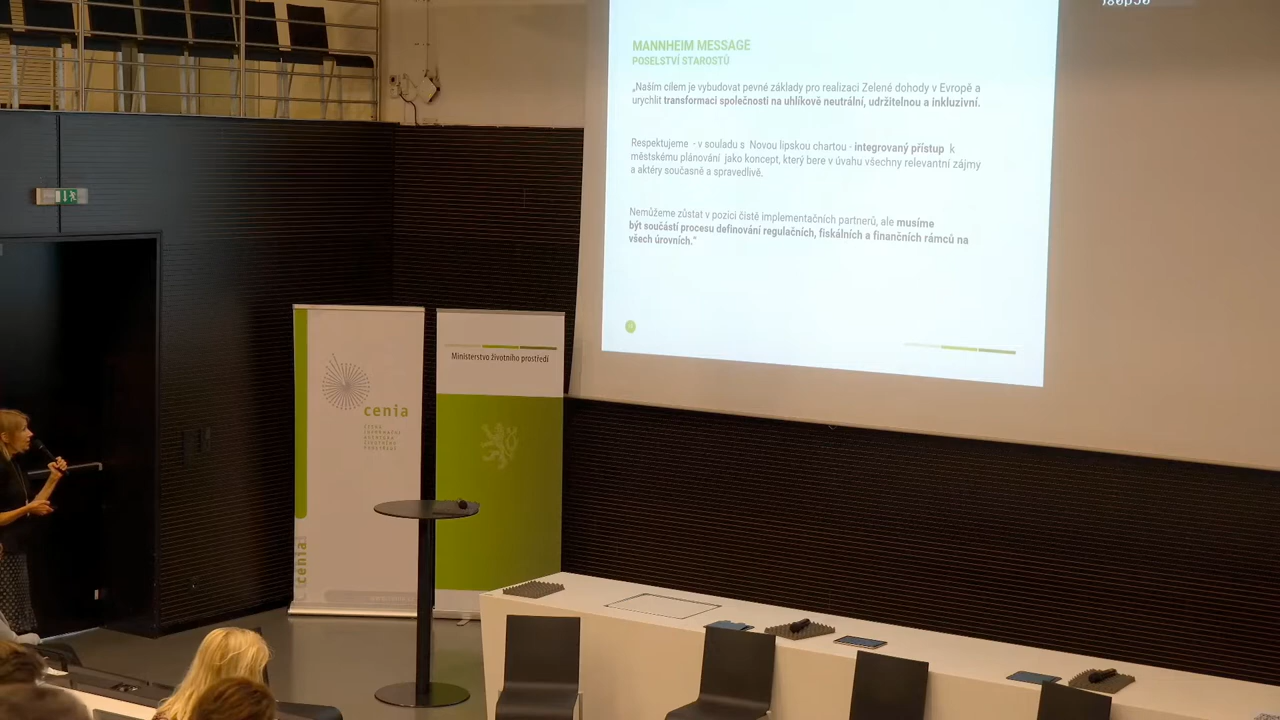 MANNHEIM MESSAGE
POSELSTVÍ STAROSTŮ
„Naším cílem je vybudovat pevné základy pro realizaci Zelené dohody v Evropě a
urychlit transformaci společnosti na uhlíkově neutrální, udržitelnou a inkluzivní.
Respektujeme - v souladu s Novou lipskou chartou - integrovaný přístup k
městskému plánování jako koncept, který bere v úvahu všechny relevantní zájmy
a aktéry současně a spravedlivě.
Nemůžeme zůstat v pozici čistě implementačních partnerů, ale musíme
být součástí procesu definování regulačních, fiskálních a finančních rámců na
všech úrovních."
Ministerstvo životního prostředí
cenia
cenia